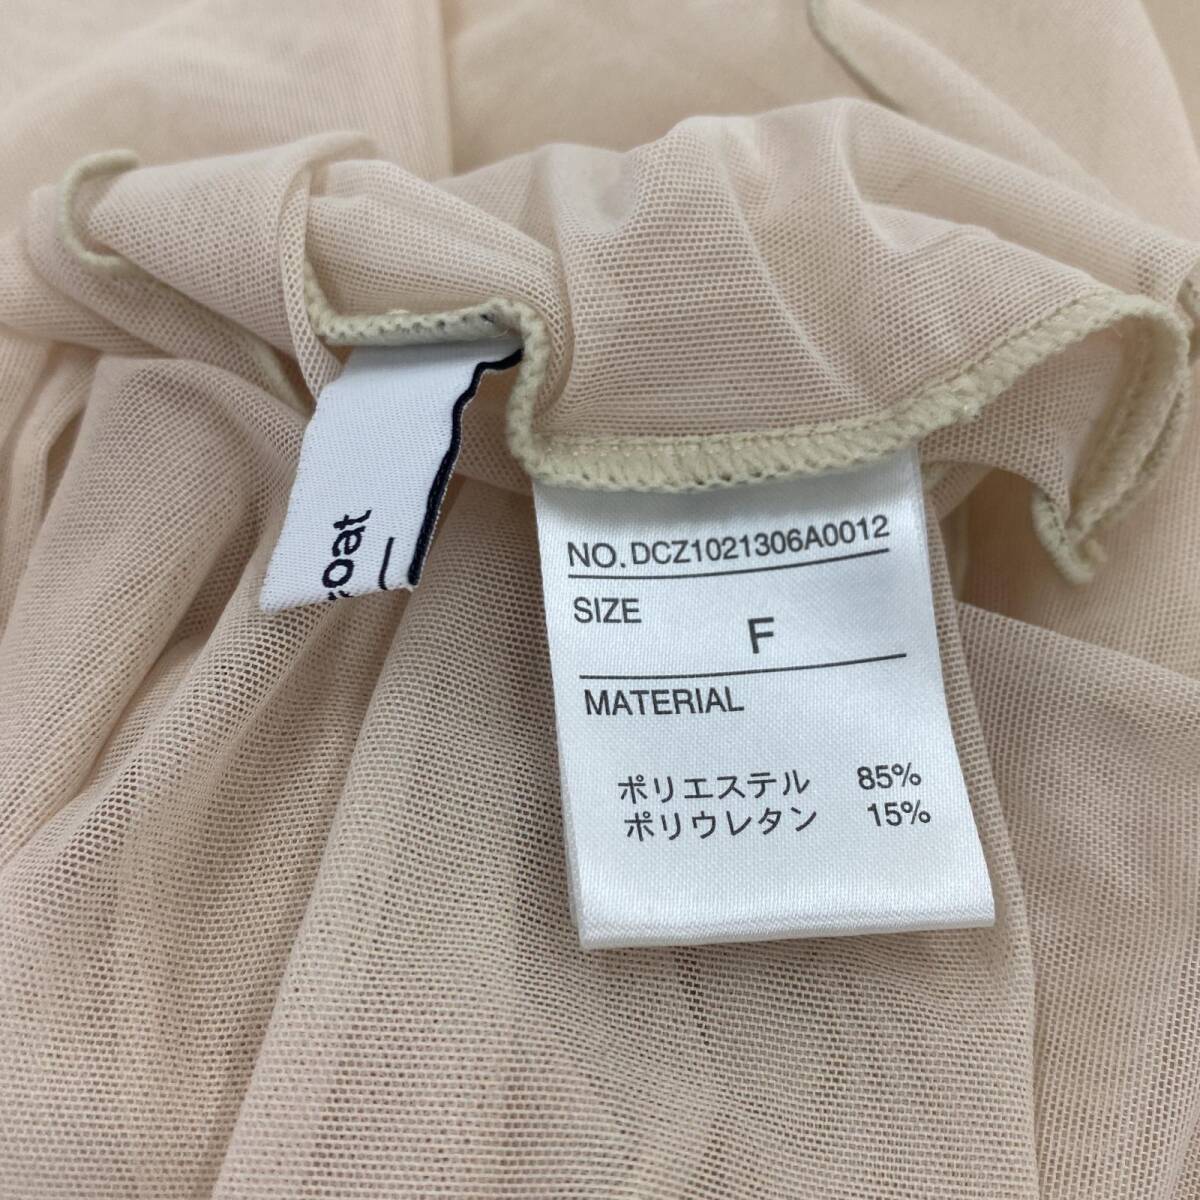 NO. DCZ1021306A0012
SIZE
F
MATERIAL
ポリエステル 85%
ポリウレタン 15%